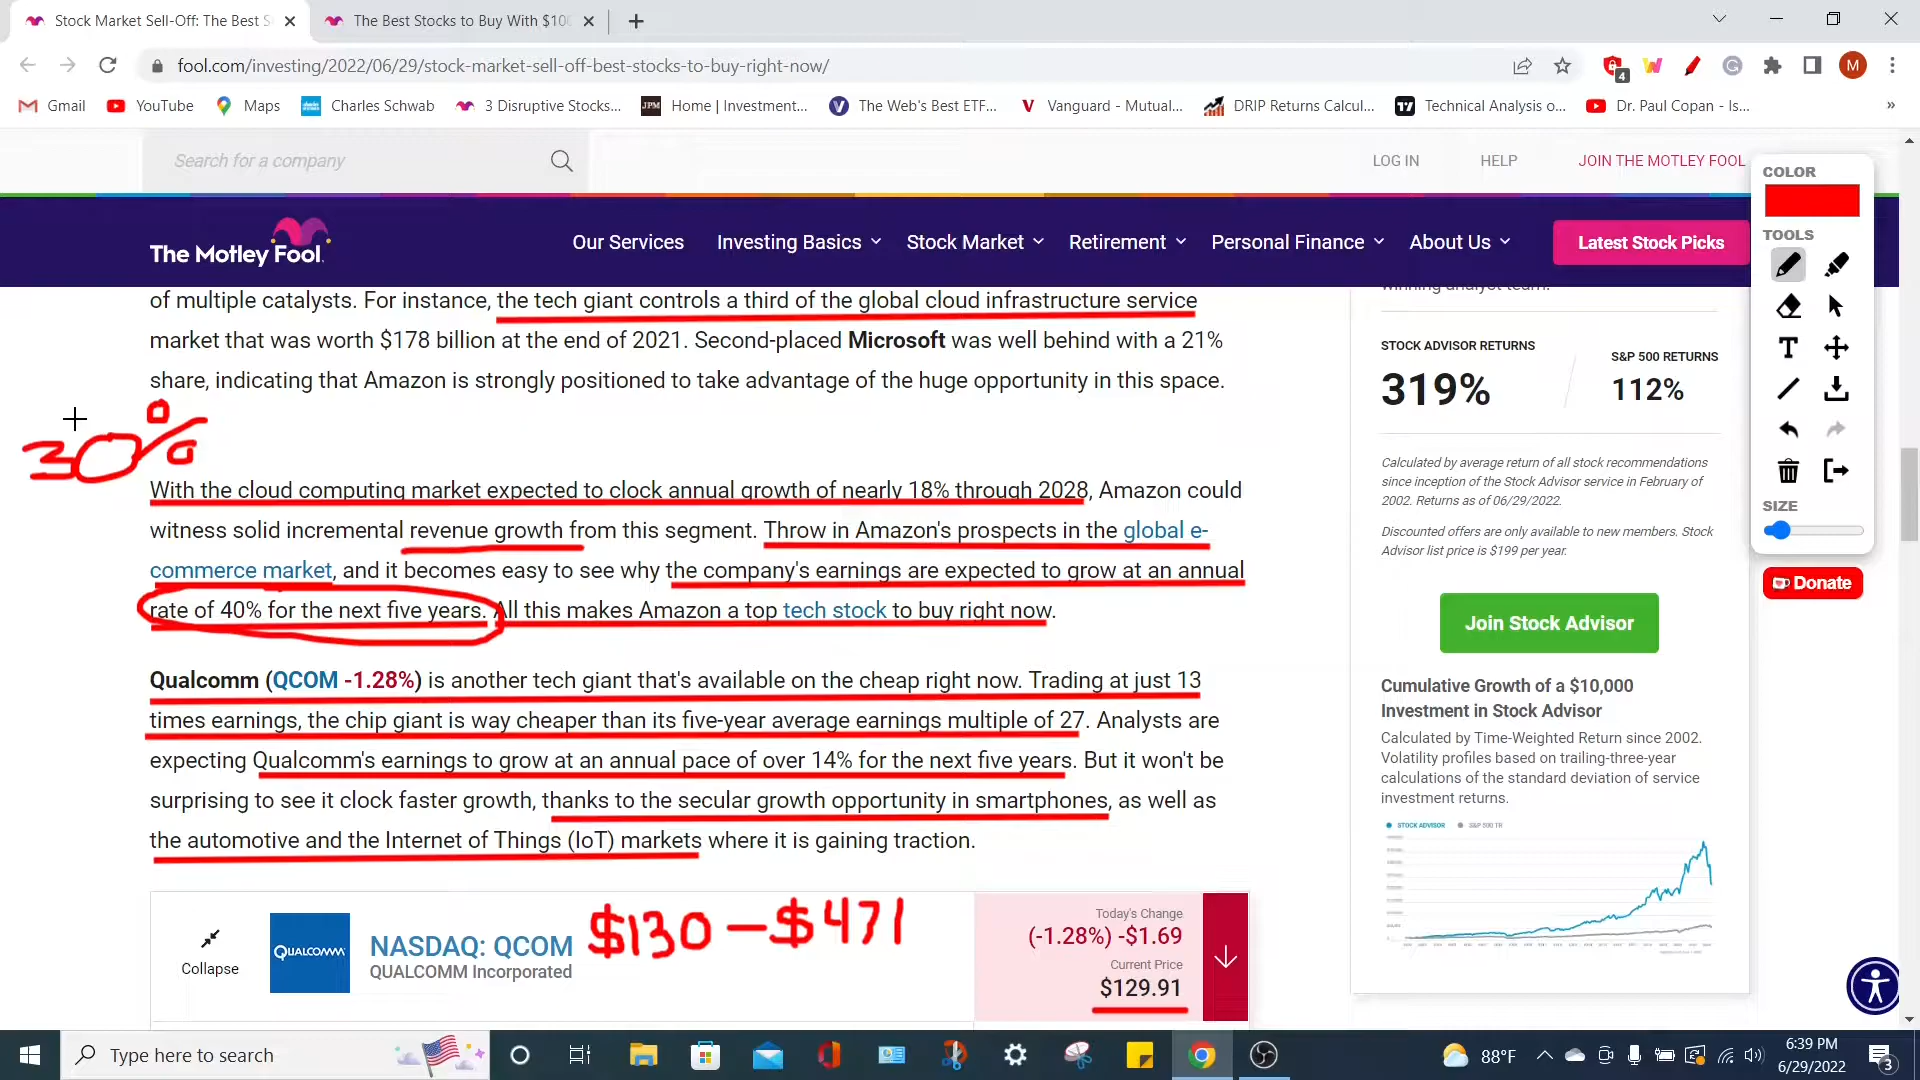 Stock Market Sell-Off: The Best S
The Best Stocks to Buy With $100
fool.com/investing/2022/06/29/stock-market-sell-off-best-stocks-to-buy-right-now/
4
M
Gmail
YouTube
Maps
Charles Schwab
3 Disruptive Stocks...
JPM
Home | Investment...
The Web's Best ETF...
Vanguard - Mutual...
DRIP Returns Calcul...
Technical Analysis o...
Dr. Paul Copan - Is...
»
Search for a company
LOG IN
HELP
JOIN THE MOTLEY FOOL
The Motley Fool.
Our Services
Investing Basics
Stock Market
Retirement
Personal Finance
About Us
Latest Stock Picks
of multiple catalysts. For instance, the tech giant controls a third of the global cloud infrastructure service
market that was worth $178 billion at the end of 2021. Second-placed Microsoft was well behind with a 21%
share, indicating that Amazon is strongly positioned to take advantage of the huge opportunity in this space.
30%
With the cloud computing market expected to clock annual growth of nearly 18% through 2028, Amazon could
witness solid incremental revenue growth from this segment. Throw in Amazon's prospects in the global e-
commerce market, and it becomes easy to see why the company's earnings are expected to grow at an annual
rate of 40% for the next five years. All this makes Amazon a top tech stock to buy right now.
Qualcomm (QCOM -1.28%) is another tech giant that's available on the cheap right now. Trading at just 13
times earnings, the chip giant is way cheaper than its five-year average earnings multiple of 27. Analysts are
expecting Qualcomm's earnings to grow at an annual pace of over 14% for the next five years. But it won't be
surprising to see it clock faster growth, thanks to the secular growth opportunity in smartphones, as well as
the automotive and the Internet of Things (IoT) markets where it is gaining traction.
Collapse
QUALCOMM
NASDAQ: QCOM
QUALCOMM Incorporated
$130 - $471
Today's Change
(-1.28%) -$1.69
Current Price
$129.91
winning analyst team.
STOCK ADVISOR RETURNS
319%
S&P 500 RETURNS
112%
Calculated by average return of all stock recommendations
since inception of the Stock Advisor service in February of
2002. Returns as of 06/29/2022.
Discounted offers are only available to new members. Stock
Advisor list price is $199 per year.
Join Stock Advisor
Cumulative Growth of a $10,000
Investment in Stock Advisor
Calculated by Time-Weighted Return since 2002.
Volatility profiles based on trailing-three-year
calculations of the standard deviation of service
investment returns.
STOCK ADVISOR
S&P 500 TR
COLOR
TOOLS
T
SIZE
Donate
Type here to search
88°F
6:39 PM
6/29/2022
3